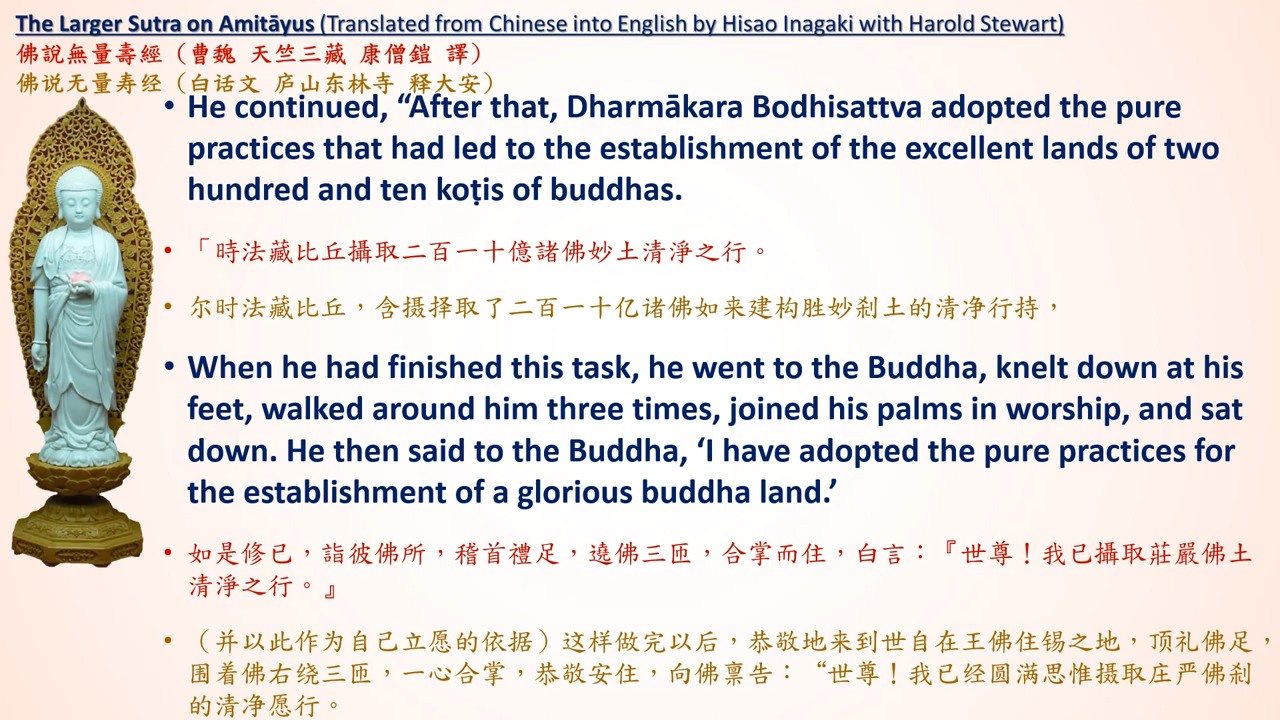 The Larger Sutra on Amitāyus (Translated from Chinese into English by Hisao Inagaki with Harold Stewart)
佛說無量壽經（曹魏 天竺三藏 康僧鎧 譯）
佛说无量寿经（白话文 庐山东林寺 释大安）
• He continued, “After that, Dharmākara Bodhisattva adopted the pure
practices that had led to the establishment of the excellent lands of two
hundred and ten koṭis of buddhas.
• 「時法藏比丘攝取二百一十億諸佛妙土清淨之行。
• 尔时法藏比丘，含摄择取了二百一十亿诸佛如来建构胜妙刹土的清净行持，
• When he had finished this task, he went to the Buddha, knelt down at his
feet, walked around him three times, joined his palms in worship, and sat
down. He then said to the Buddha, ‘I have adopted the pure practices for
the establishment of a glorious buddha land.’
• 如是修已，詣彼佛所，稽首禮足，遶佛三匝，合掌而住，白言：『世尊！我已攝取莊嚴佛土
清淨之行。』
• （并以此作为自己立愿的依据）这样做完以后，恭敬地来到世自在王佛住锡之地，顶礼佛足，
围着佛右绕三匝，一心合掌，恭敬安住，向佛禀告：“世尊！我已经圆满思惟摄取庄严佛刹
的清净愿行。